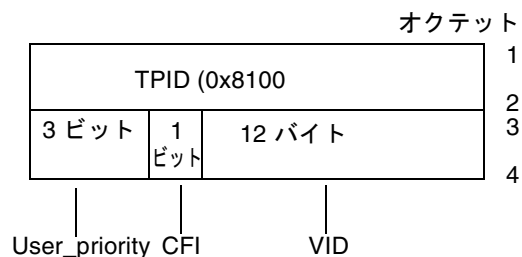 オクテット
1
TPID (0x8100
2
3 ビット
1
ビット
12 バイト
3
4
User_priority
CFI
VID